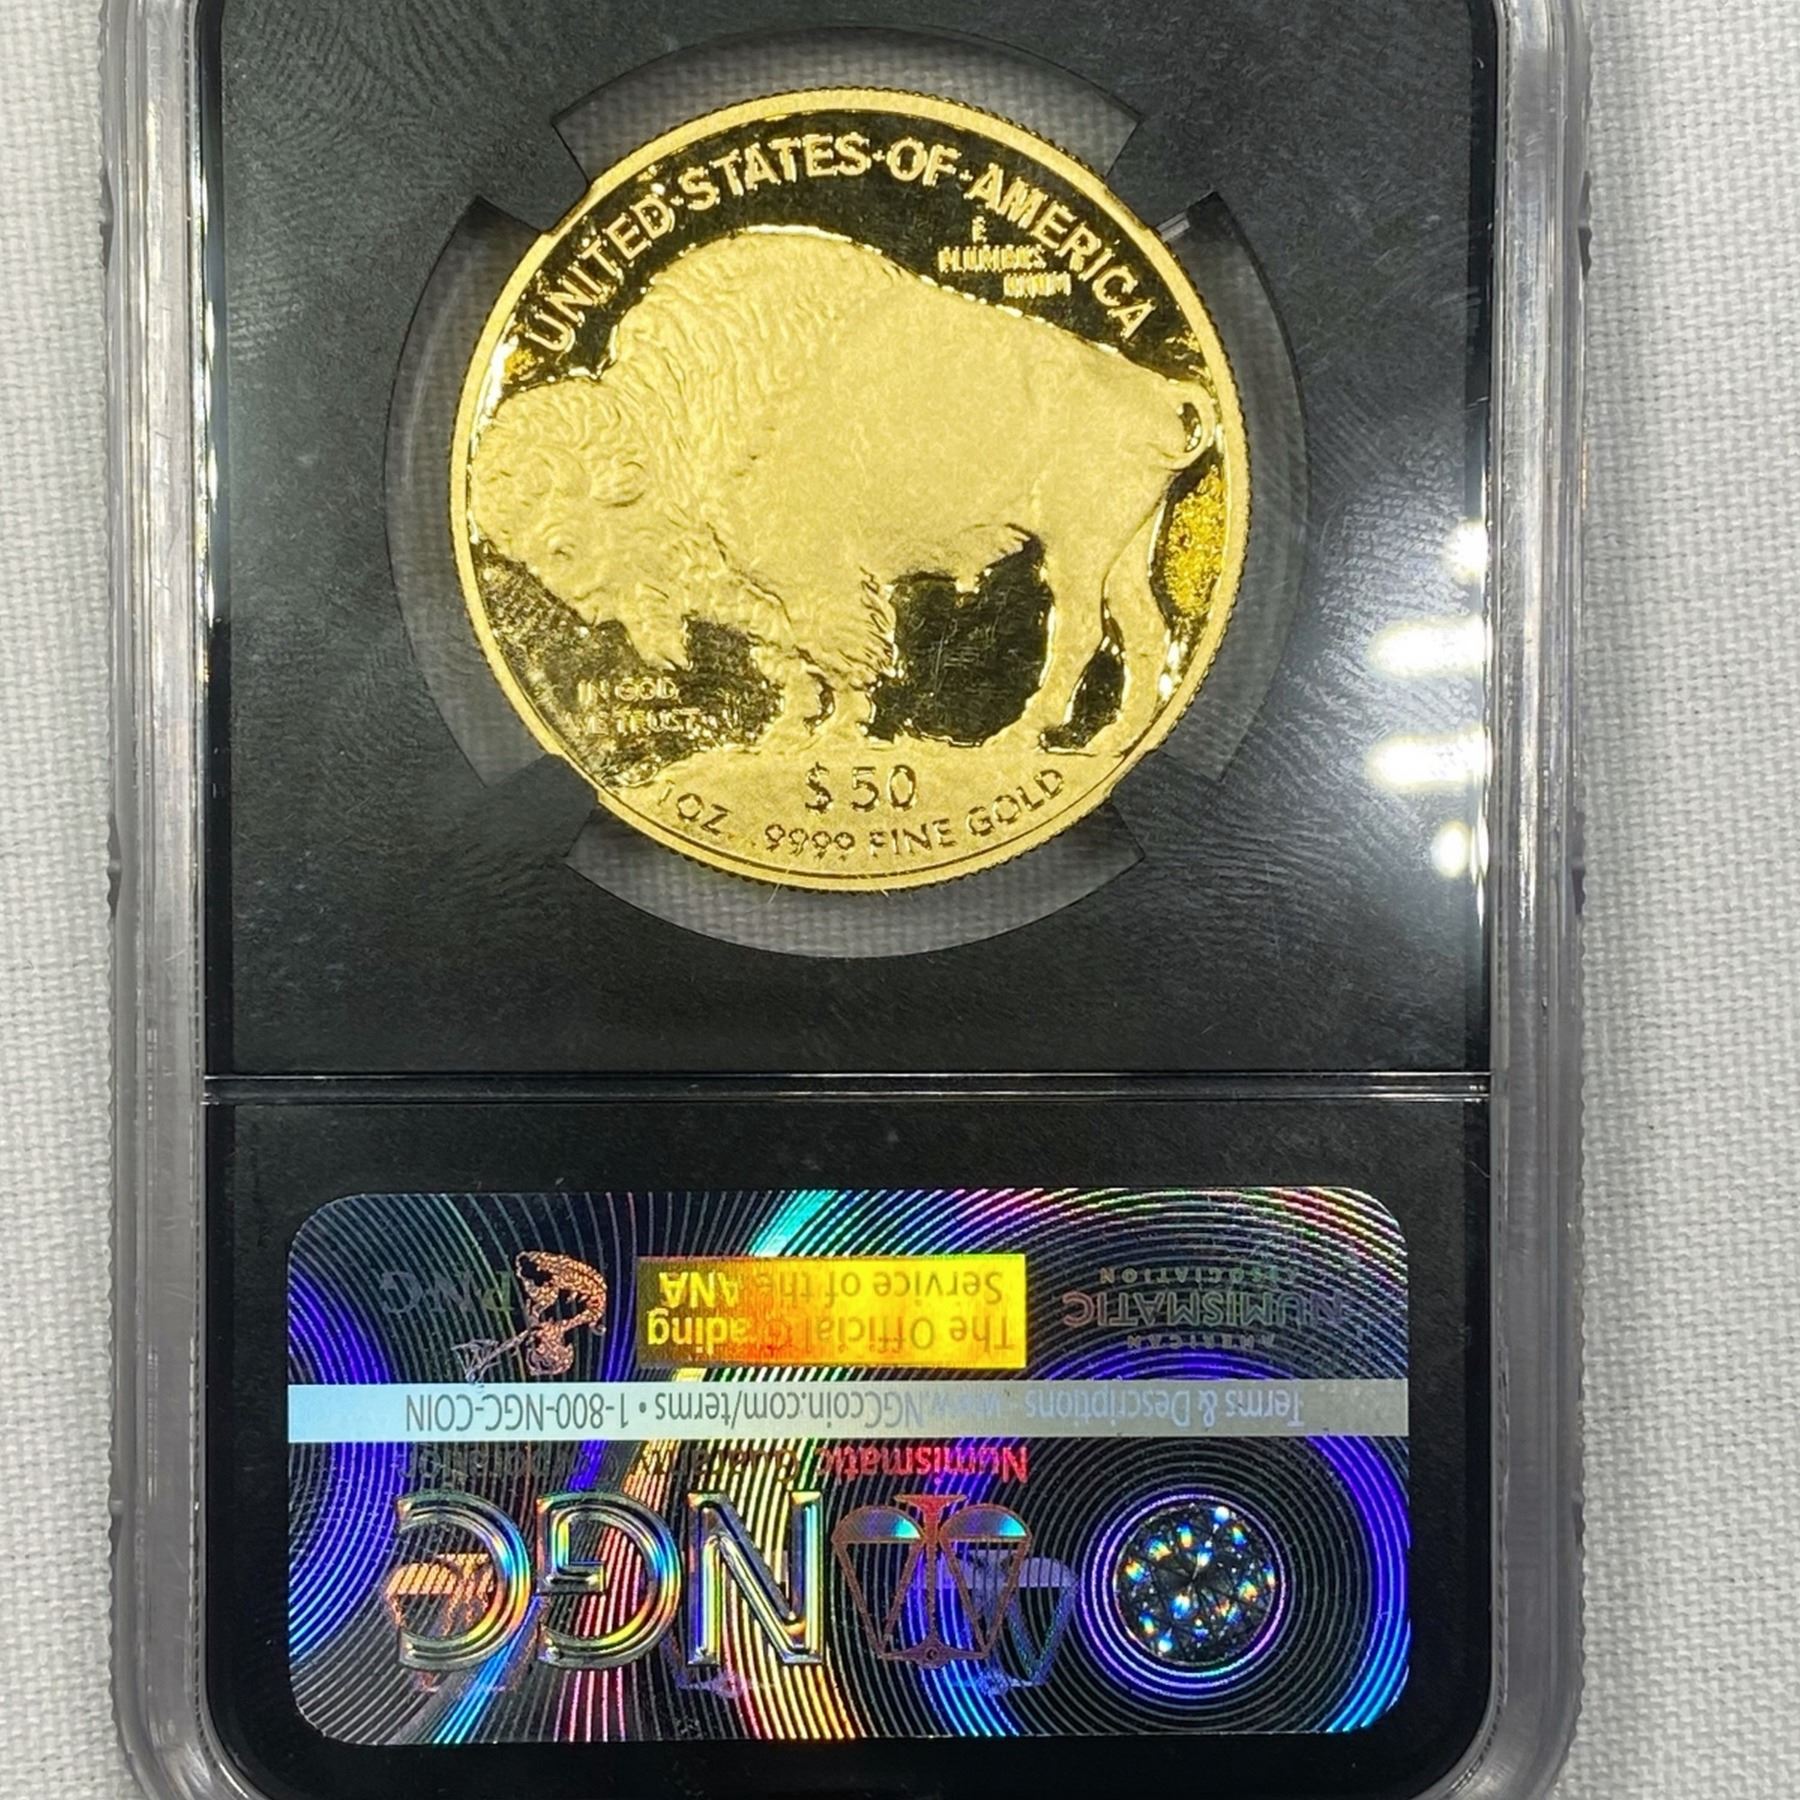 UNITED·STATES·OF·AMERICA
E
PLURIBUS
UNUM
IN GOD
WE TRUST
$50
1 OZ. .9999 FINE GOLD
NGC
Numismatic Guaranty Corporation
Terms & Descriptions - www.NGCcoin.com/terms • 1-800-NGC-COIN
AMERICAN
NUMISMATIC
ASSOCIATION
The Official Grading
Service of the ANA
PNG